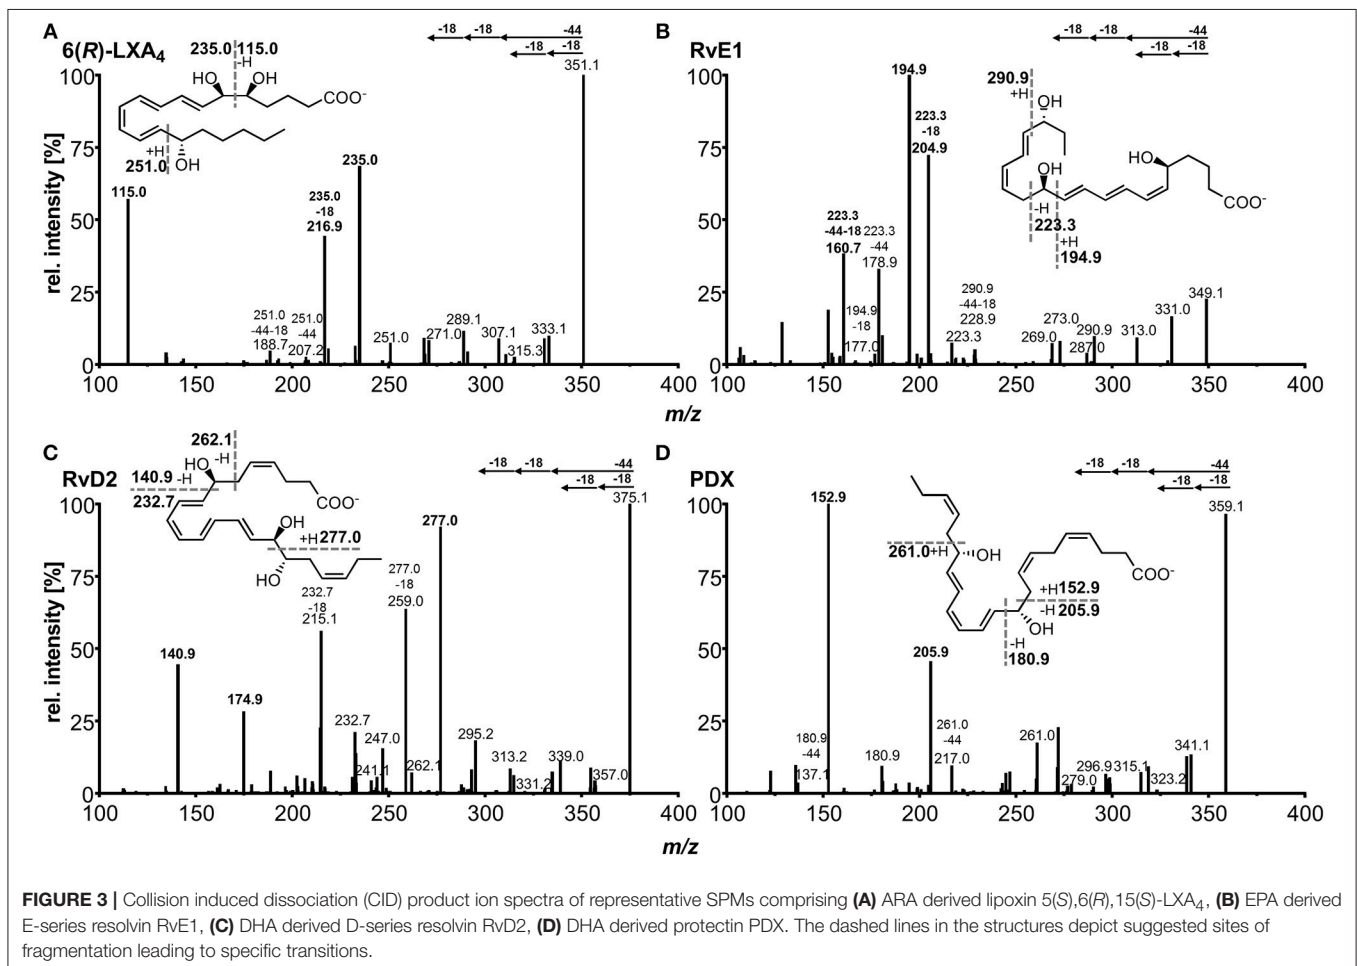 A
6(R)-LXA4
-18 -18 -44
-18 -18
351.1
235.0 115.0
-H
HO OH
COO-
+H
251.0
OH
rel. intensity [%]
100
75
50
25
0
115.0
235.0
-18
216.9
235.0
251.0
-44-18
188.7
251.0
-44
207.2
251.0
271.0
289.1
307.1
315.3
333.1
100 150 200 250 300 350 400
m/z
B
RvE1
-18 -18 -44
-18 -18
290.9
+H
OH
HO
OH
COO-
-H
223.3
+H
194.9
100
75
50
25
0
194.9
223.3
-18
204.9
223.3
-44-18
160.7
223.3
-44
178.9
194.9
-18
177.0
223.3
290.9
-44-18
228.9
269.0
273.0
287.0
290.9
313.0
331.0
349.1
100 150 200 250 300 350 400
m/z
C
RvD2
-18 -18 -44
-18 -18
375.1
262.1
-H
HO
140.9
-H
232.7
COO-
OH
+H 277.0
HO
rel. intensity [%]
100
75
50
25
0
140.9
174.9
232.7
-18
215.1
232.7
241.1
247.0
277.0
-18
259.0
262.1
277.0
295.2
313.2
331.2
339.0
357.0
100 150 200 250 300 350 400
m/z
D
PDX
-18 -18 -44
-18 -18
359.1
261.0+H
OH
COO-
+H 152.9
-H 205.9
OH
-H
180.9
100
75
50
25
0
152.9
180.9
-44
137.1
180.9
205.9
261.0
-44
217.0
261.0
279.0
296.9
315.1
323.2
341.1
100 150 200 250 300 350 400
m/z
FIGURE 3 | Collision induced dissociation (CID) product ion spectra of representative SPMs comprising (A) ARA derived lipoxin 5(S),6(R),15(S)-LXA4, (B) EPA derived
E-series resolvin RvE1, (C) DHA derived D-series resolvin RvD2, (D) DHA derived protectin PDX. The dashed lines in the structures depict suggested sites of
fragmentation leading to specific transitions.